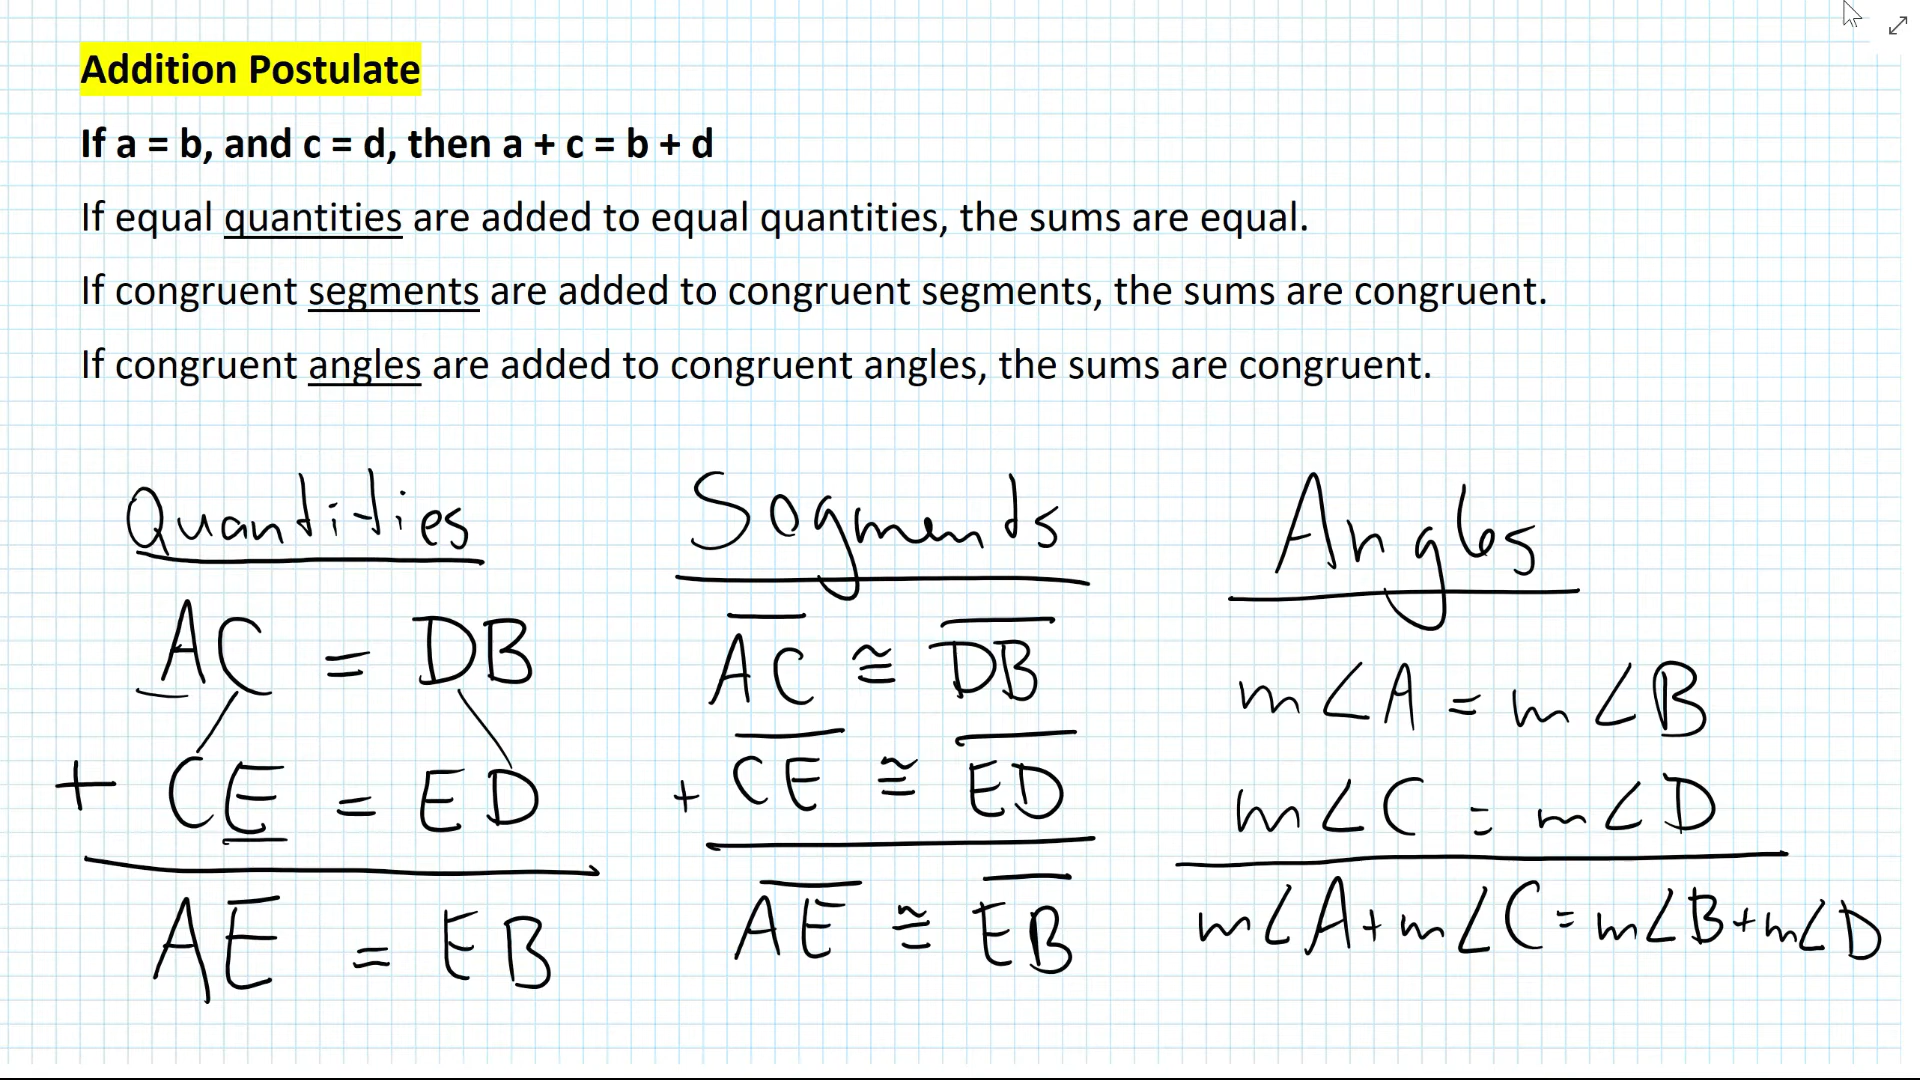 Addition Postulate
If a = b, and c = d, then a + c = b + d
If equal quantities are added to equal quantities, the sums are equal.
If congruent segments are added to congruent segments, the sums are congruent.
If congruent angles are added to congruent angles, the sums are congruent.
Quantities
AC = DB
+ CE = ED
AE = EB
Segments
AC ≅ DB
+ CE ≅ ED
AE ≅ EB
Angles
m∠A = m∠B
m∠C = m∠D
m∠A + m∠C = m∠B + m∠D